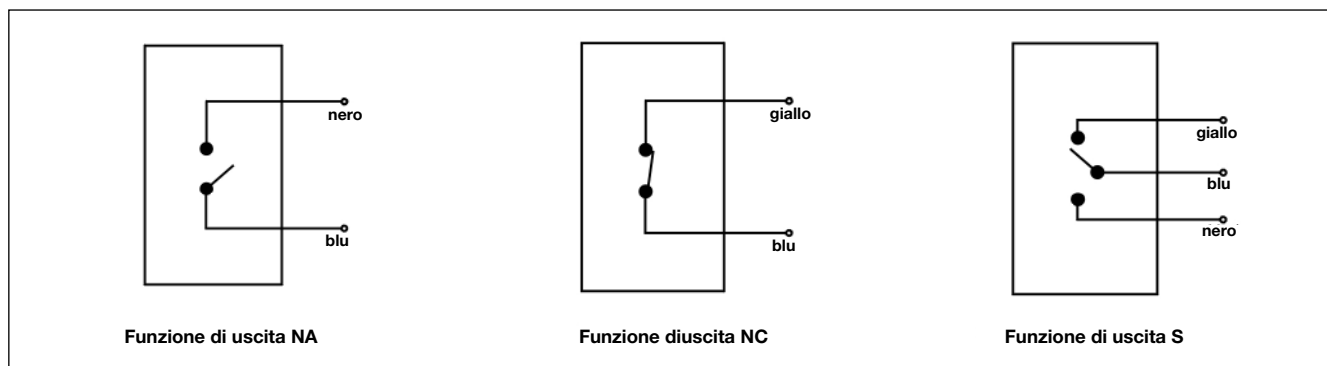 nero
blu
Funzione di uscita NA
giallo
blu
Funzione diuscita NC
giallo
blu
nero
Funzione di uscita S